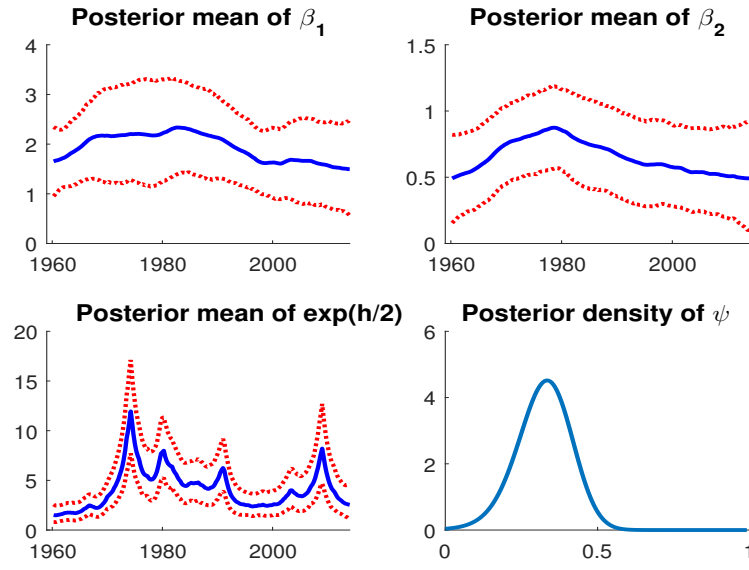 Posterior mean of β1
4
3
2
1
0
1960 1980 2000
Posterior mean of β2
1.5
1
0.5
0
1960 1980 2000
Posterior mean of exp(h/2)
20
15
10
5
0
1960 1980 2000
Posterior density of ψ
6
4
2
0
0 0.5 1